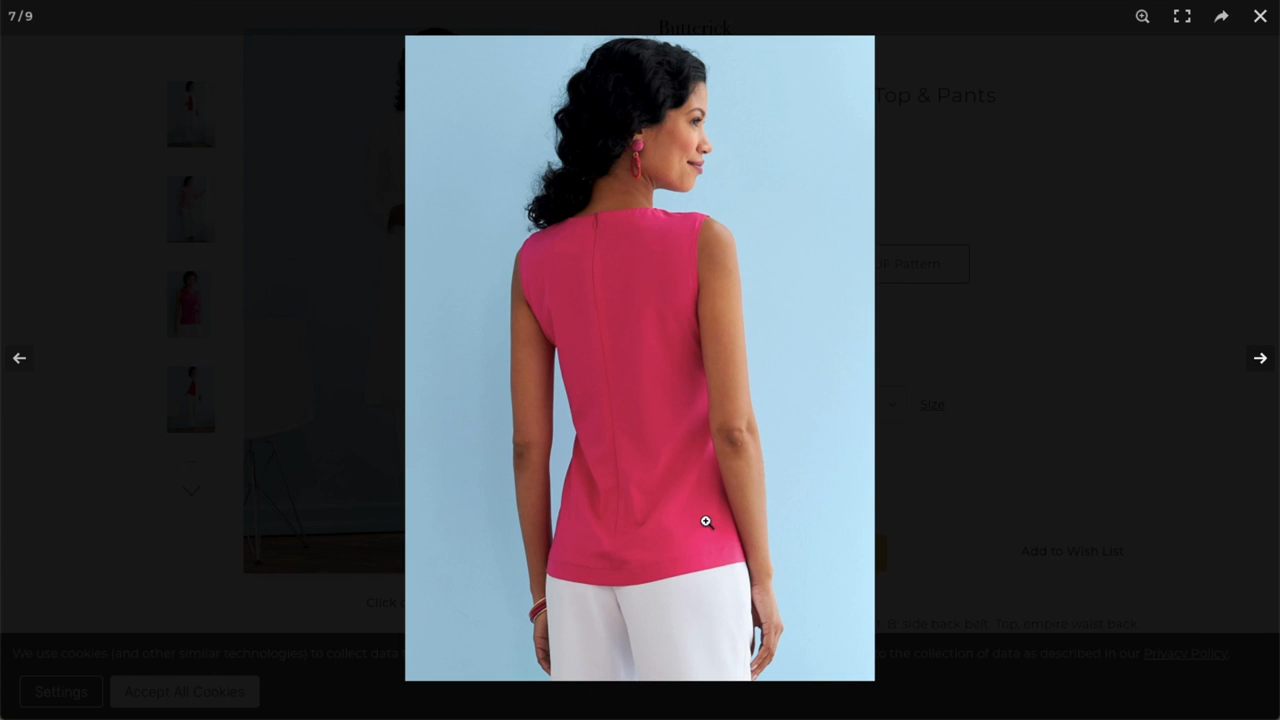 7/9
Butterick
Top & Pants
Pattern
Size
Add to Wish List
Click
B: side back belt. Top, empire waist back
We use cookies (and other similar technologies) to collect data
to the collection of data as described in our Privacy Policy.
Settings
Accept All Cookies